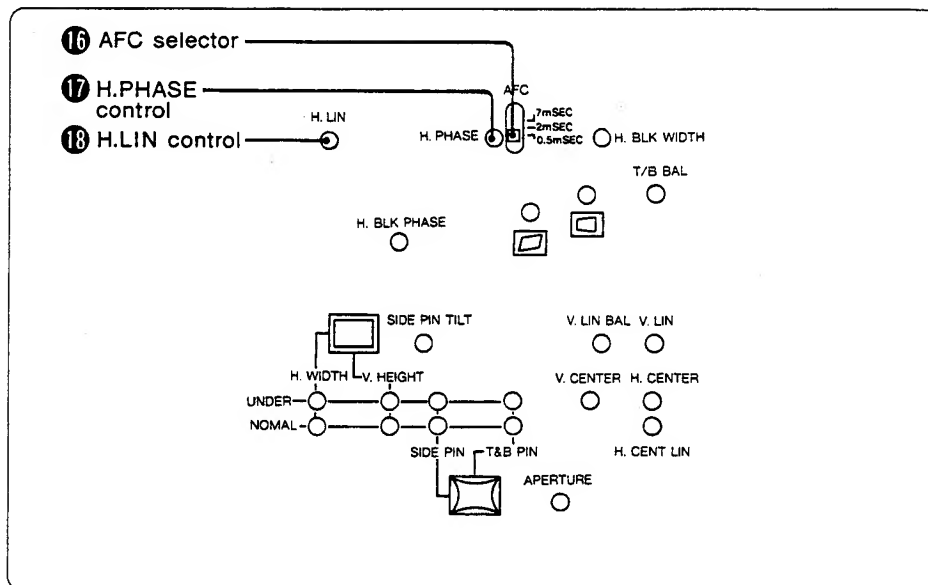 16 AFC selector
17 H.PHASE control
18 H.LIN control
H. LIN
AFC
7mSEC
2mSEC
0.5mSEC
H. PHASE
H. BLK WIDTH
T/B BAL
H. BLK PHASE
SIDE PIN TILT
V. LIN BAL V. LIN
H. WIDTH V. HEIGHT
V. CENTER H. CENTER
UNDER
NOMAL
SIDE PIN T&B PIN
H. CENT LIN
APERTURE